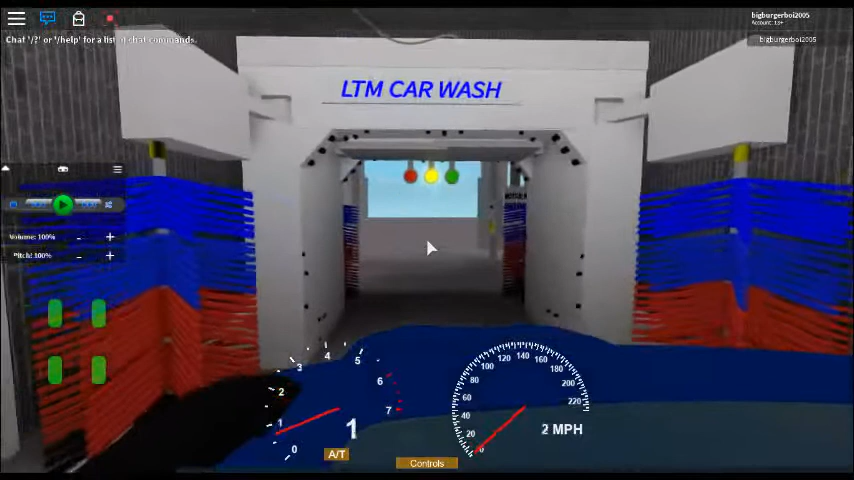 bigburgerboi2005
Account: 13+
Chat '/?' or '/help' for a list of chat commands.
bigburgerboi2005
LTM CAR WASH
Volume: 100% - +
Pitch: 100% - +
0 1 2 3 4 5 6 7
1
A/T
0 20 40 60 80 100 120 140 160 180 200 220
2 MPH
Controls